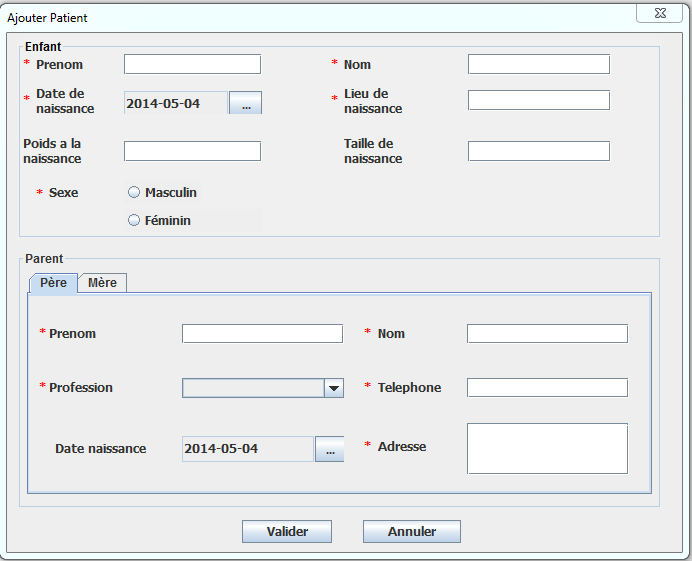 Ajouter Patient
Enfant
* Prenom
* Nom
* Date de
naissance
2014-05-04
...
* Lieu de
naissance
Poids a la
naissance
Taille de
naissance
* Sexe
Masculin
Féminin
Parent
Père
Mère
* Prenom
* Nom
* Profession
* Telephone
Date naissance
2014-05-04
...
* Adresse
Valider
Annuler